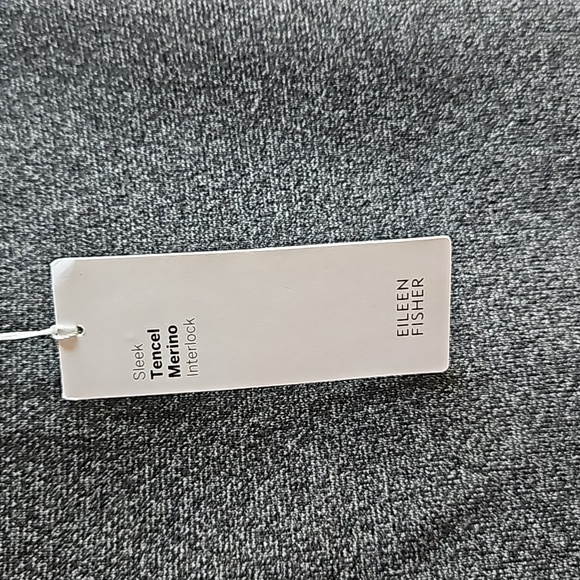 Sleek
Tencel
Merino
Interlock
EILEEN
FISHER